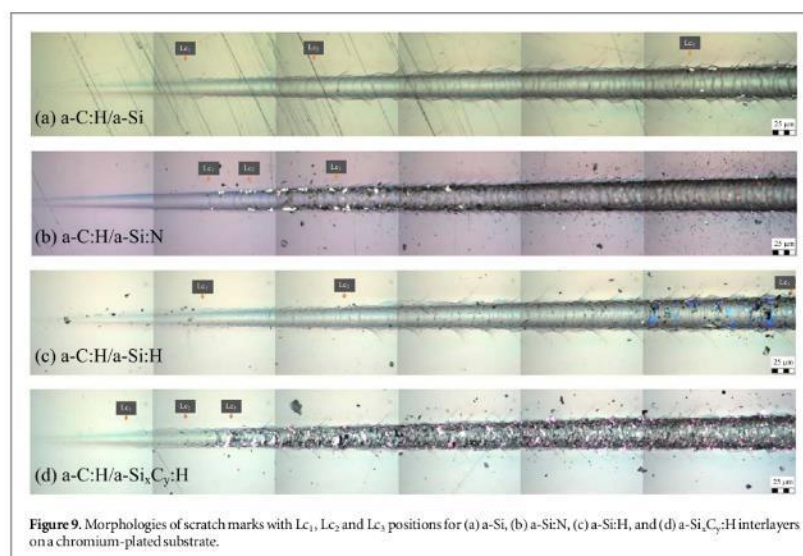 Lc₁ Lc₂ Lc₃
(a) a-C:H/a-Si
25 μm
Lc₁ Lc₂ Lc₃
(b) a-C:H/a-Si:N
25 μm
Lc₁ Lc₂ Lc₃
(c) a-C:H/a-Si:H
25 μm
Lc₁ Lc₂ Lc₃
(d) a-C:H/a-SiₓCᵧ:H
25 μm
Figure 9. Morphologies of scratch marks with Lc₁, Lc₂ and Lc₃ positions for (a) a-Si, (b) a-Si:N, (c) a-Si:H, and (d) a-SiₓCᵧ:H interlayers
on a chromium-plated substrate.